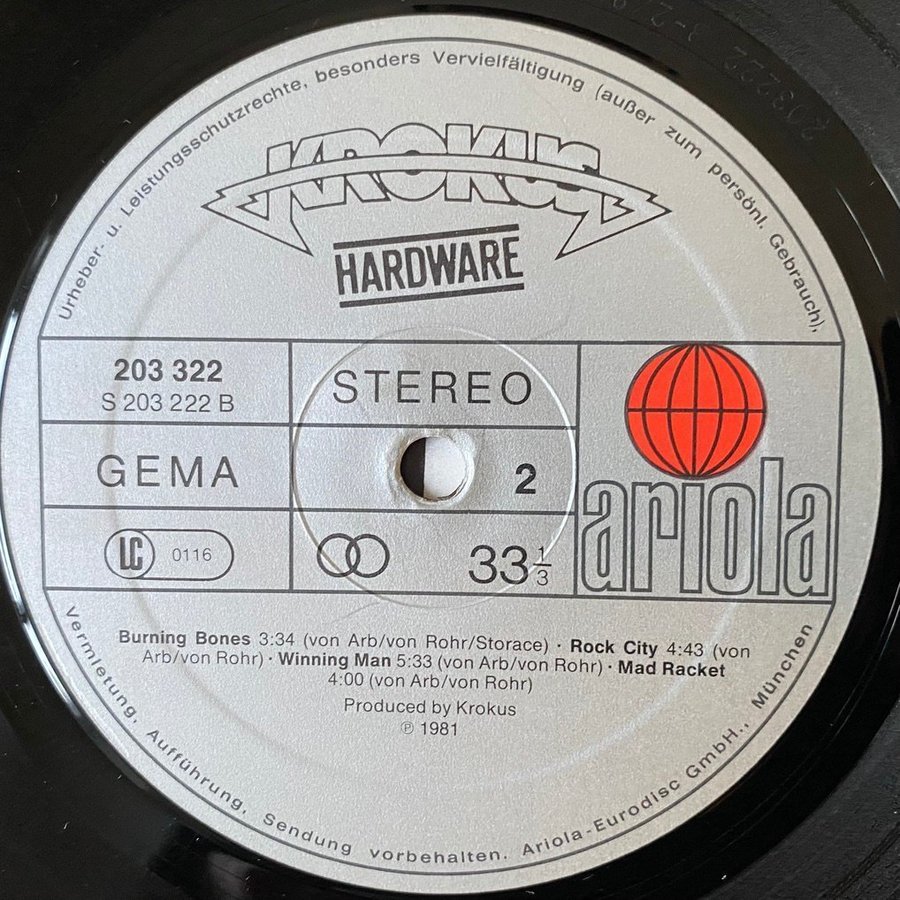 Urheber- u. Leistungsschutzrechte, besonders Vervielfältigung (außer zum persönl. Gebrauch),
KROKUS
HARDWARE
203 322
S 203 222 B
STEREO
GEMA
2
LC 0116
33 1/3
ariola
Burning Bones 3:34 (von Arb/von Rohr/Storace) · Rock City 4:43 (von
Arb/von Rohr) · Winning Man 5:33 (von Arb/von Rohr) · Mad Racket
4:00 (von Arb/von Rohr)
Produced by Krokus
℗ 1981
Vermietung, Aufführung, Sendung vorbehalten. Ariola-Eurodisc GmbH., München